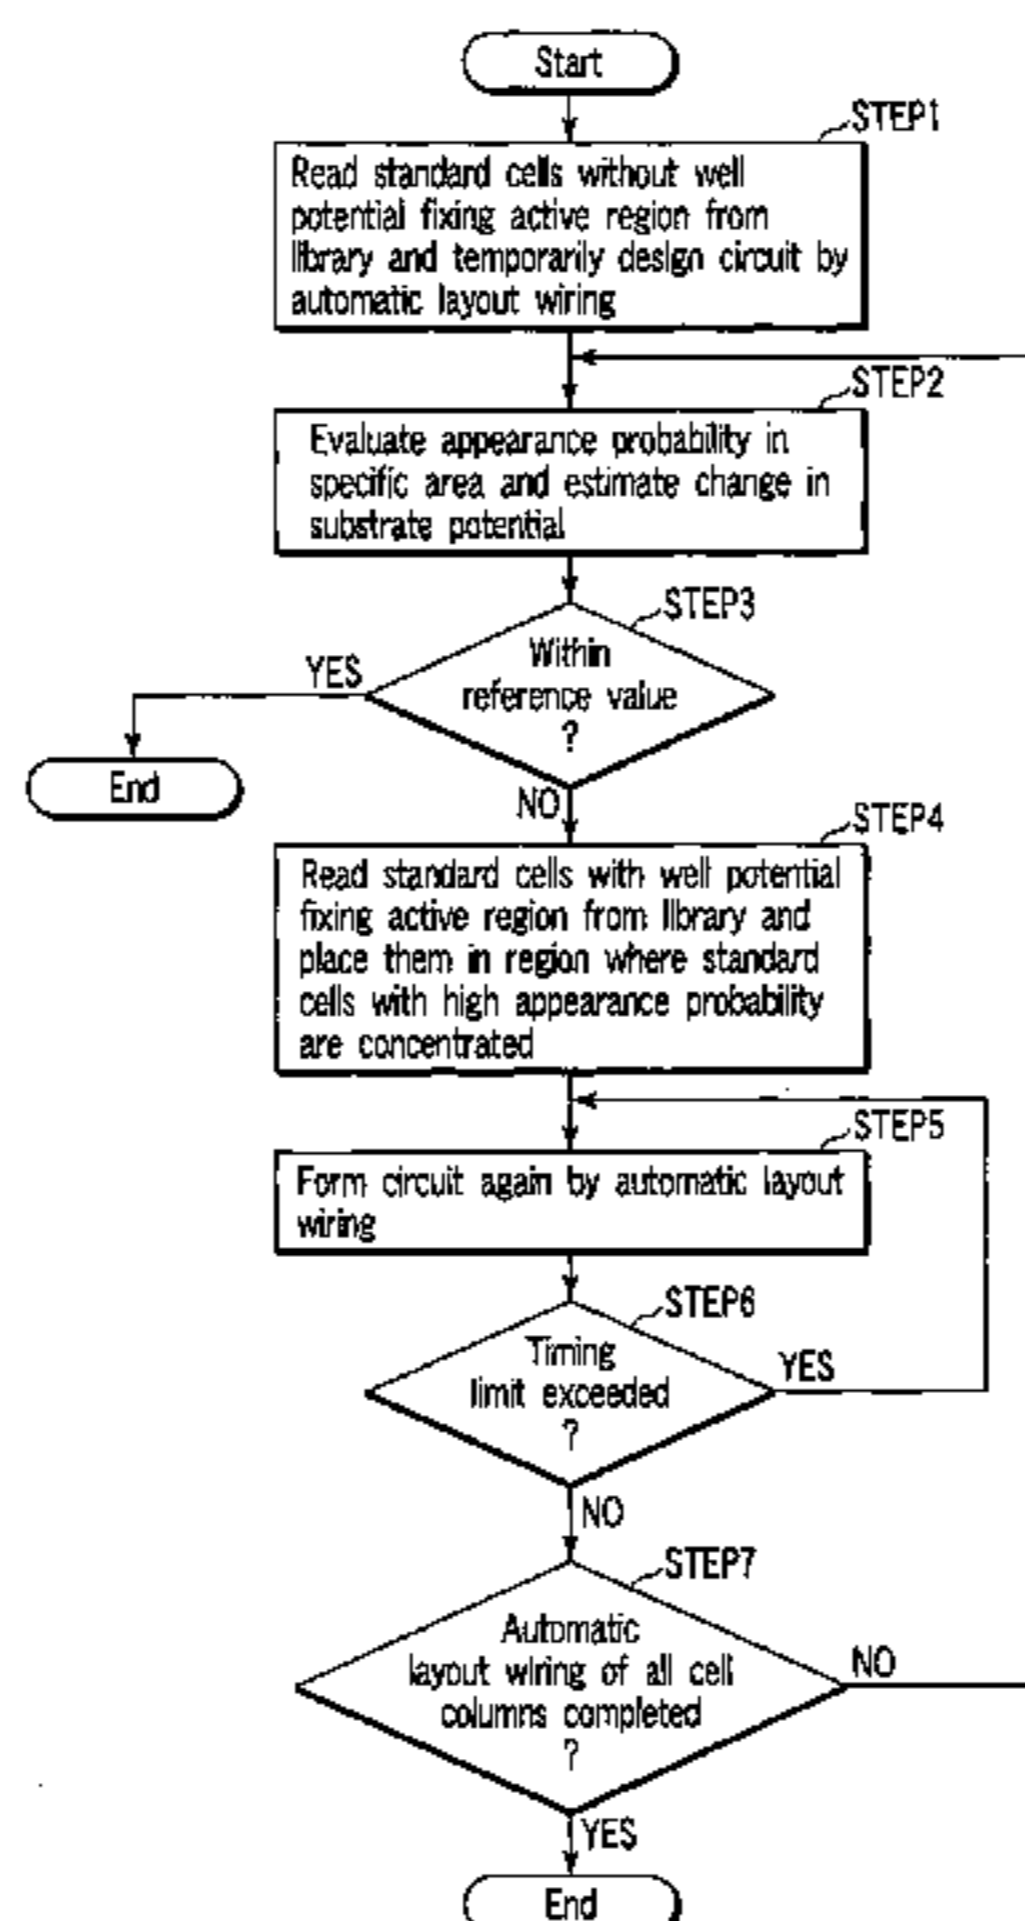 Start
STEP1
Read standard cells without well
potential fixing active region from
library and temporarily design circuit by
automatic layout wiring
STEP2
Evaluate appearance probability in
specific area and estimate change in
substrate potential
STEP3
Within
reference value
?
YES
End
NO
STEP4
Read standard cells with well potential
fixing active region from library and
place them in region where standard
cells with high appearance probability
are concentrated
STEP5
Form circuit again by automatic layout
wiring
STEP6
Timing
limit exceeded
?
YES
NO
STEP7
Automatic
layout wiring of all cell
columns completed
?
NO
YES
End